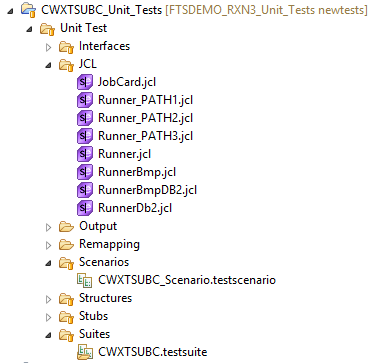 CWXTSUBC_Unit_Tests [FTSDEMO_RXN3_Unit_Tests newtests]
Unit Test
Interfaces
JCL
JobCard.jcl
Runner_PATH1.jcl
Runner_PATH2.jcl
Runner_PATH3.jcl
Runner.jcl
RunnerBmp.jcl
RunnerBmpDB2.jcl
RunnerDb2.jcl
Output
Remapping
Scenarios
CWXTSUBC_Scenario.testscenario
Structures
Stubs
Suites
CWXTSUBC.testsuite